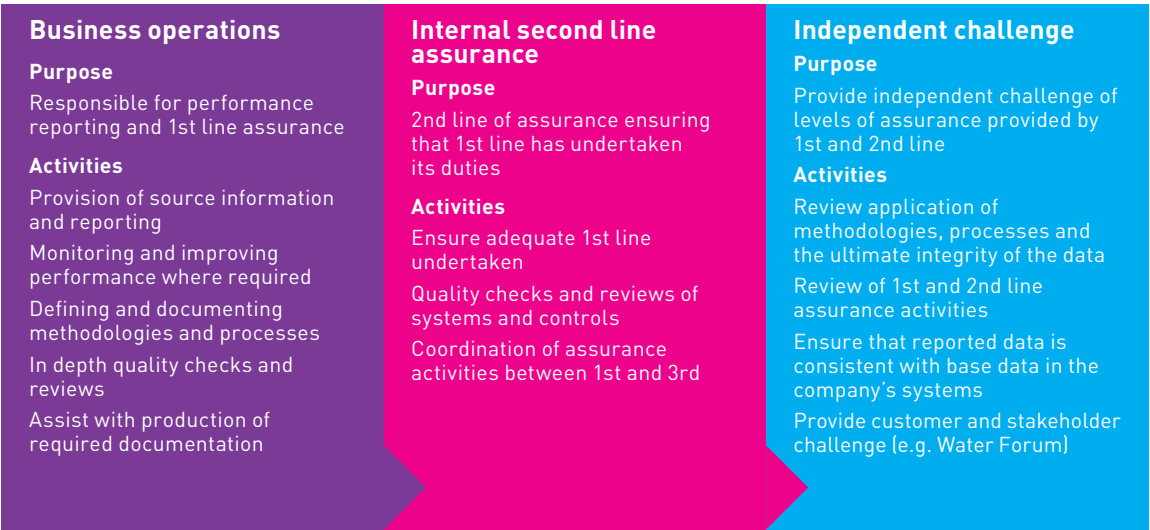 Business operations
Purpose
Responsible for performance
reporting and 1st line assurance
Activities
Provision of source information
and reporting
Monitoring and improving
performance where required
Defining and documenting
methodologies and processes
In depth quality checks and
reviews
Assist with production of
required documentation
Internal second line
assurance
Purpose
2nd line of assurance ensuring
that 1st line has undertaken
its duties
Activities
Ensure adequate 1st line
undertaken
Quality checks and reviews of
systems and controls
Coordination of assurance
activities between 1st and 3rd
Independent challenge
Purpose
Provide independent challenge of
levels of assurance provided by
1st and 2nd line
Activities
Review application of
methodologies, processes and
the ultimate integrity of the data
Review of 1st and 2nd line
assurance activities
Ensure that reported data is
consistent with base data in the
company’s systems
Provide customer and stakeholder
challenge (e.g. Water Forum)